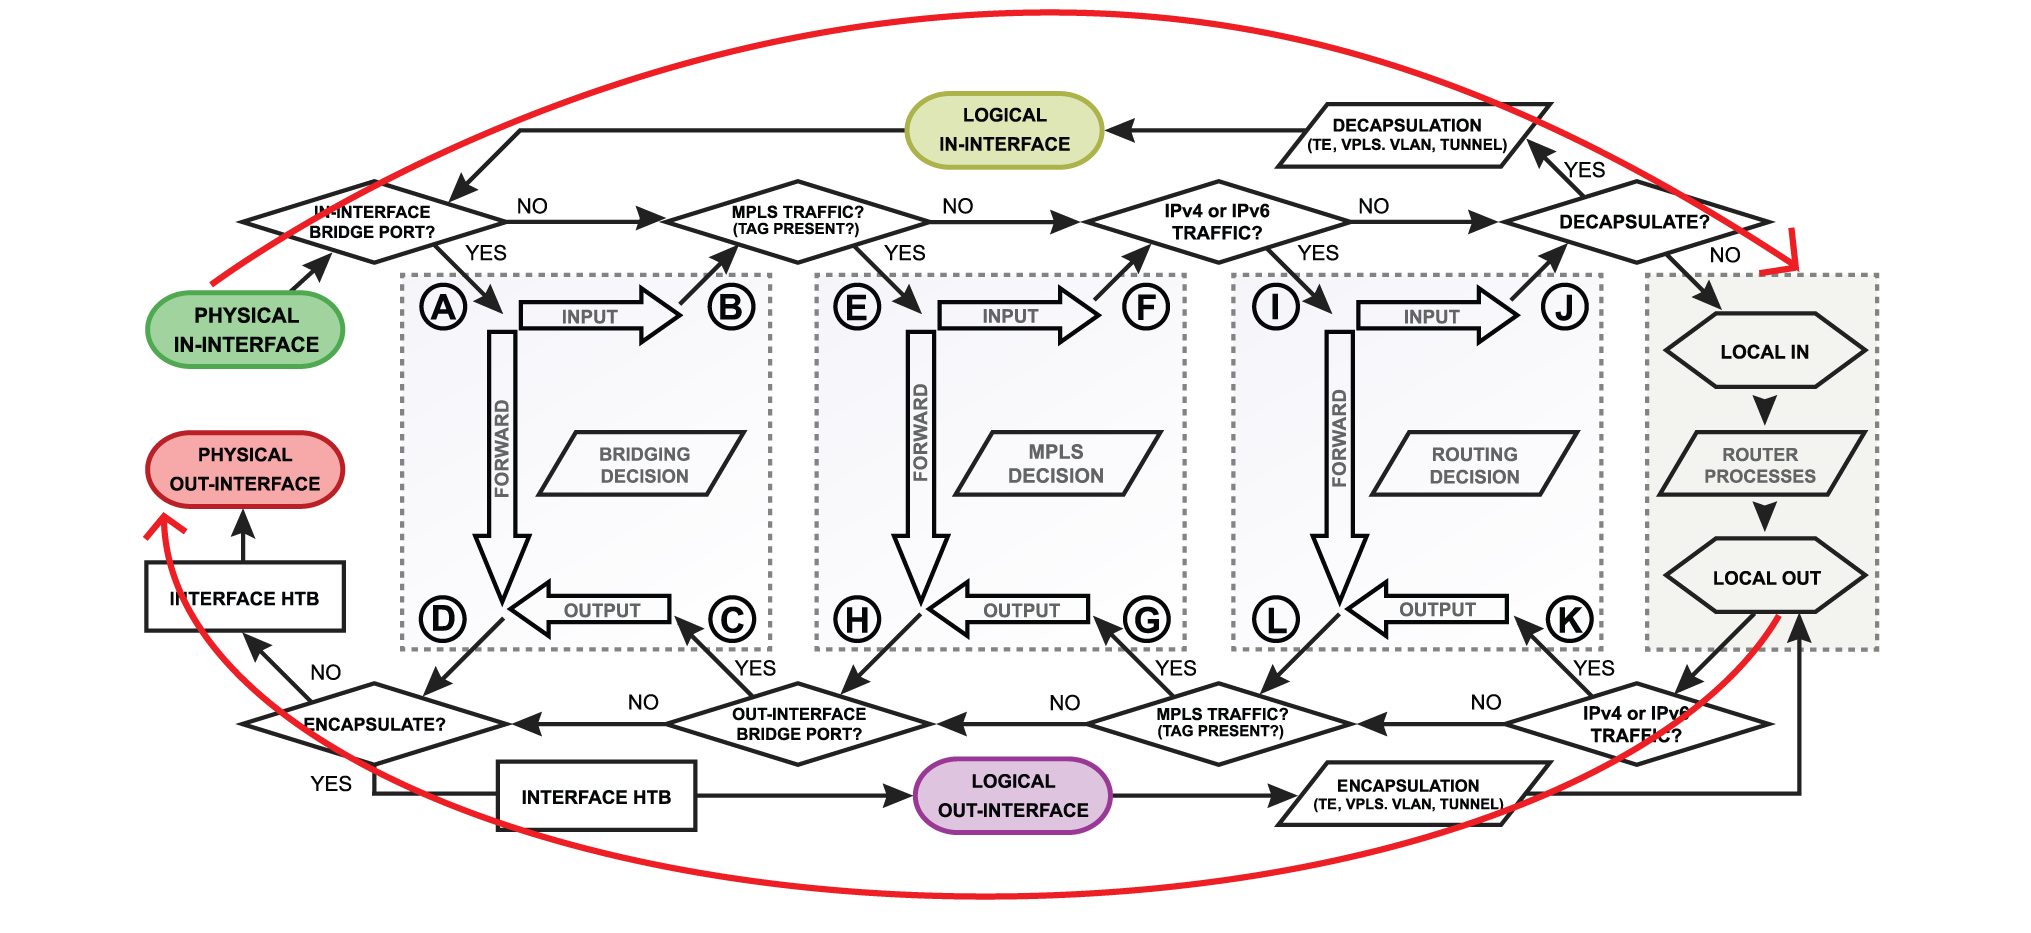 LOGICAL
IN-INTERFACE
DECAPSULATION
(TE, VPLS. VLAN, TUNNEL)
YES
IN-INTERFACE
BRIDGE PORT?
NO
MPLS TRAFFIC?
(TAG PRESENT?)
NO
IPv4 or IPv6
TRAFFIC?
NO
DECAPSULATE?
YES
YES
YES
NO
PHYSICAL
IN-INTERFACE
A
INPUT
B
E
INPUT
F
I
INPUT
J
LOCAL IN
FORWARD
BRIDGING
DECISION
FORWARD
MPLS
DECISION
FORWARD
ROUTING
DECISION
ROUTER
PROCESSES
PHYSICAL
OUT-INTERFACE
INTERFACE HTB
D
OUTPUT
C
H
OUTPUT
G
L
OUTPUT
K
LOCAL OUT
NO
YES
YES
YES
ENCAPSULATE?
NO
OUT-INTERFACE
BRIDGE PORT?
NO
MPLS TRAFFIC?
(TAG PRESENT?)
NO
IPv4 or IPv6
TRAFFIC?
YES
INTERFACE HTB
LOGICAL
OUT-INTERFACE
ENCAPSULATION
(TE, VPLS. VLAN, TUNNEL)